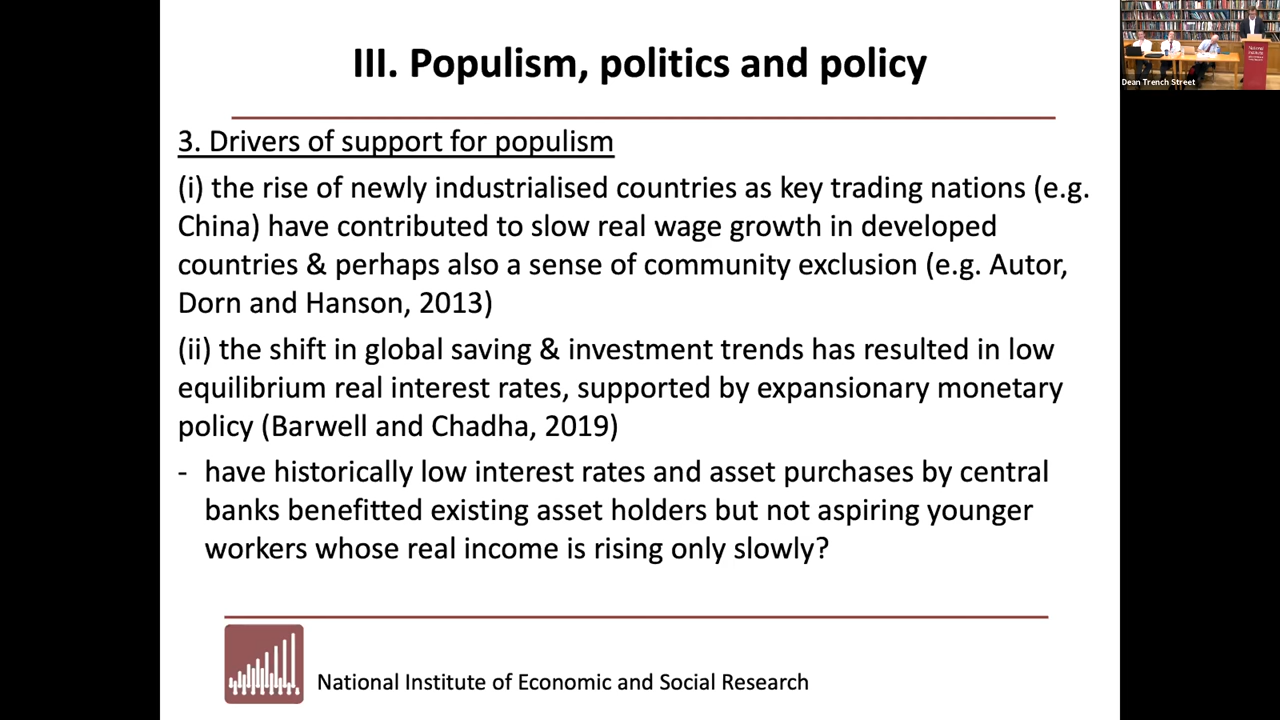 III. Populism, politics and policy
3. Drivers of support for populism
(i) the rise of newly industrialised countries as key trading nations (e.g.
China) have contributed to slow real wage growth in developed
countries & perhaps also a sense of community exclusion (e.g. Autor,
Dorn and Hanson, 2013)
(ii) the shift in global saving & investment trends has resulted in low
equilibrium real interest rates, supported by expansionary monetary
policy (Barwell and Chadha, 2019)
- have historically low interest rates and asset purchases by central
banks benefitted existing asset holders but not aspiring younger
workers whose real income is rising only slowly?
National Institute of Economic and Social Research
Dean Trench Street